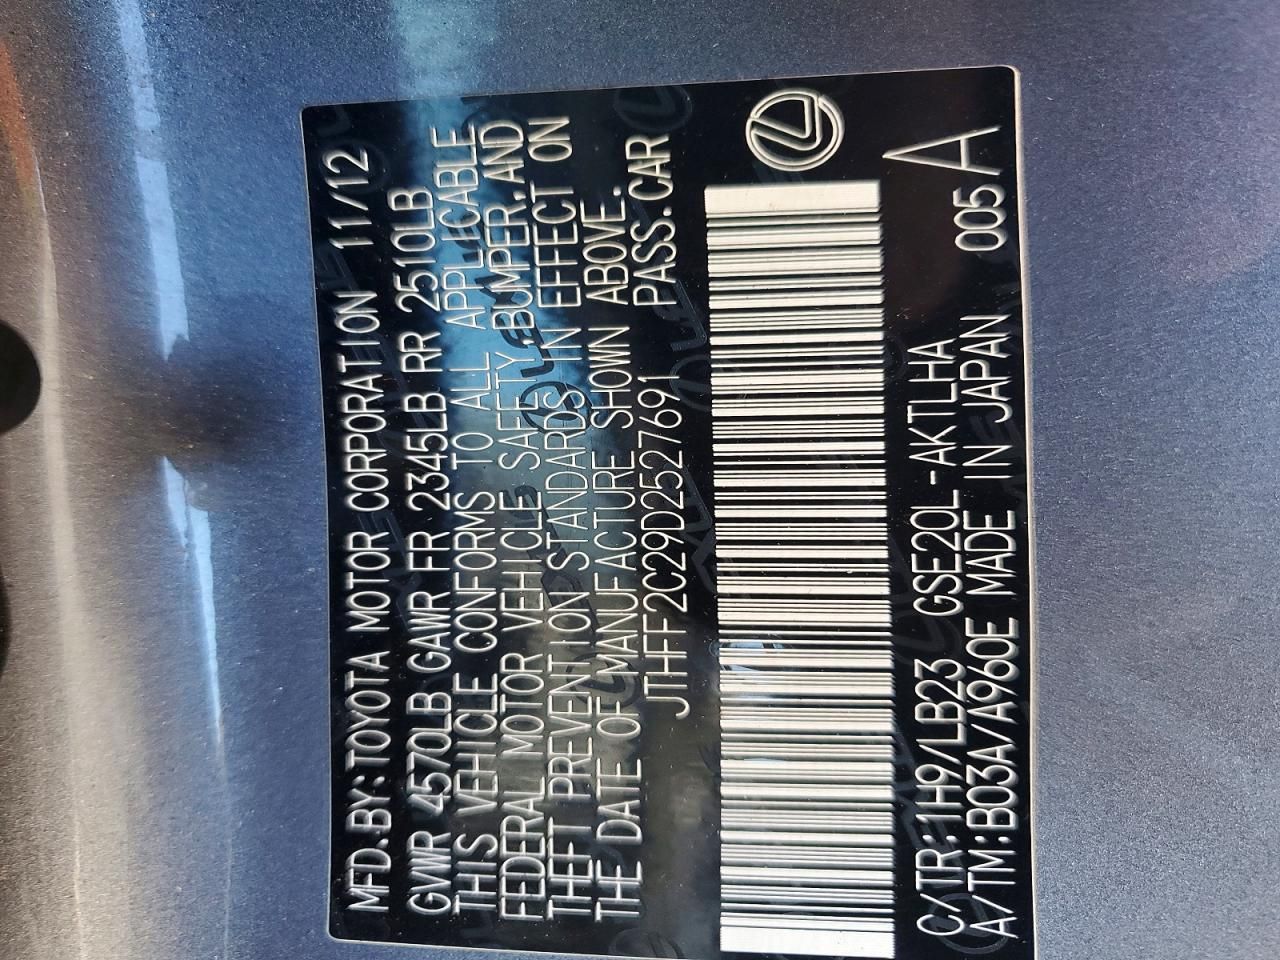 MFD.BY:TOYOTA MOTOR CORPORATION 11/12
GVWR 4570LB GAWR FR 2345LB RR 2510LB
THIS VEHICLE CONFORMS TO ALL APPLICABLE
FEDERAL MOTOR VEHICLE SAFETY,BUMPER,AND
THEFT PREVENTION STANDARDS IN EFFECT ON
THE DATE OF MANUFACTURE SHOWN ABOVE.
JTHFF2C29D2527691 PASS.CAR
C/TR:1H9/LB23 GSE20L-AKTLHA
A/TM:B03A/A960E MADE IN JAPAN 005 A